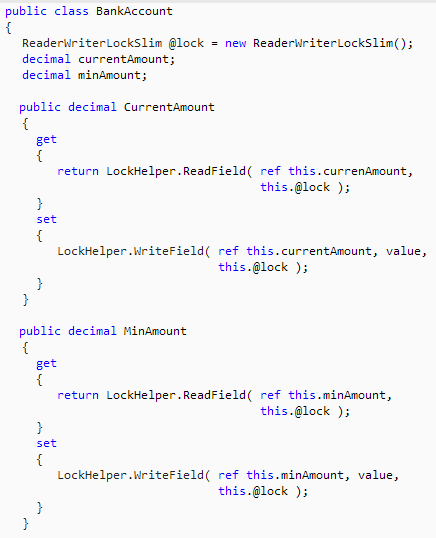 public class BankAccount
{
ReaderWriterLockSlim @lock = new ReaderWriterLockSlim();
decimal currentAmount;
decimal minAmount;
public decimal CurrentAmount
{
get
{
return LockHelper.ReadField( ref this.currenAmount,
this.@lock );
}
set
{
LockHelper.WriteField( ref this.currentAmount, value,
this.@lock );
}
}
public decimal MinAmount
{
get
{
return LockHelper.ReadField( ref this.minAmount,
this.@lock );
}
set
{
LockHelper.WriteField( ref this.minAmount, value,
this.@lock );
}
}